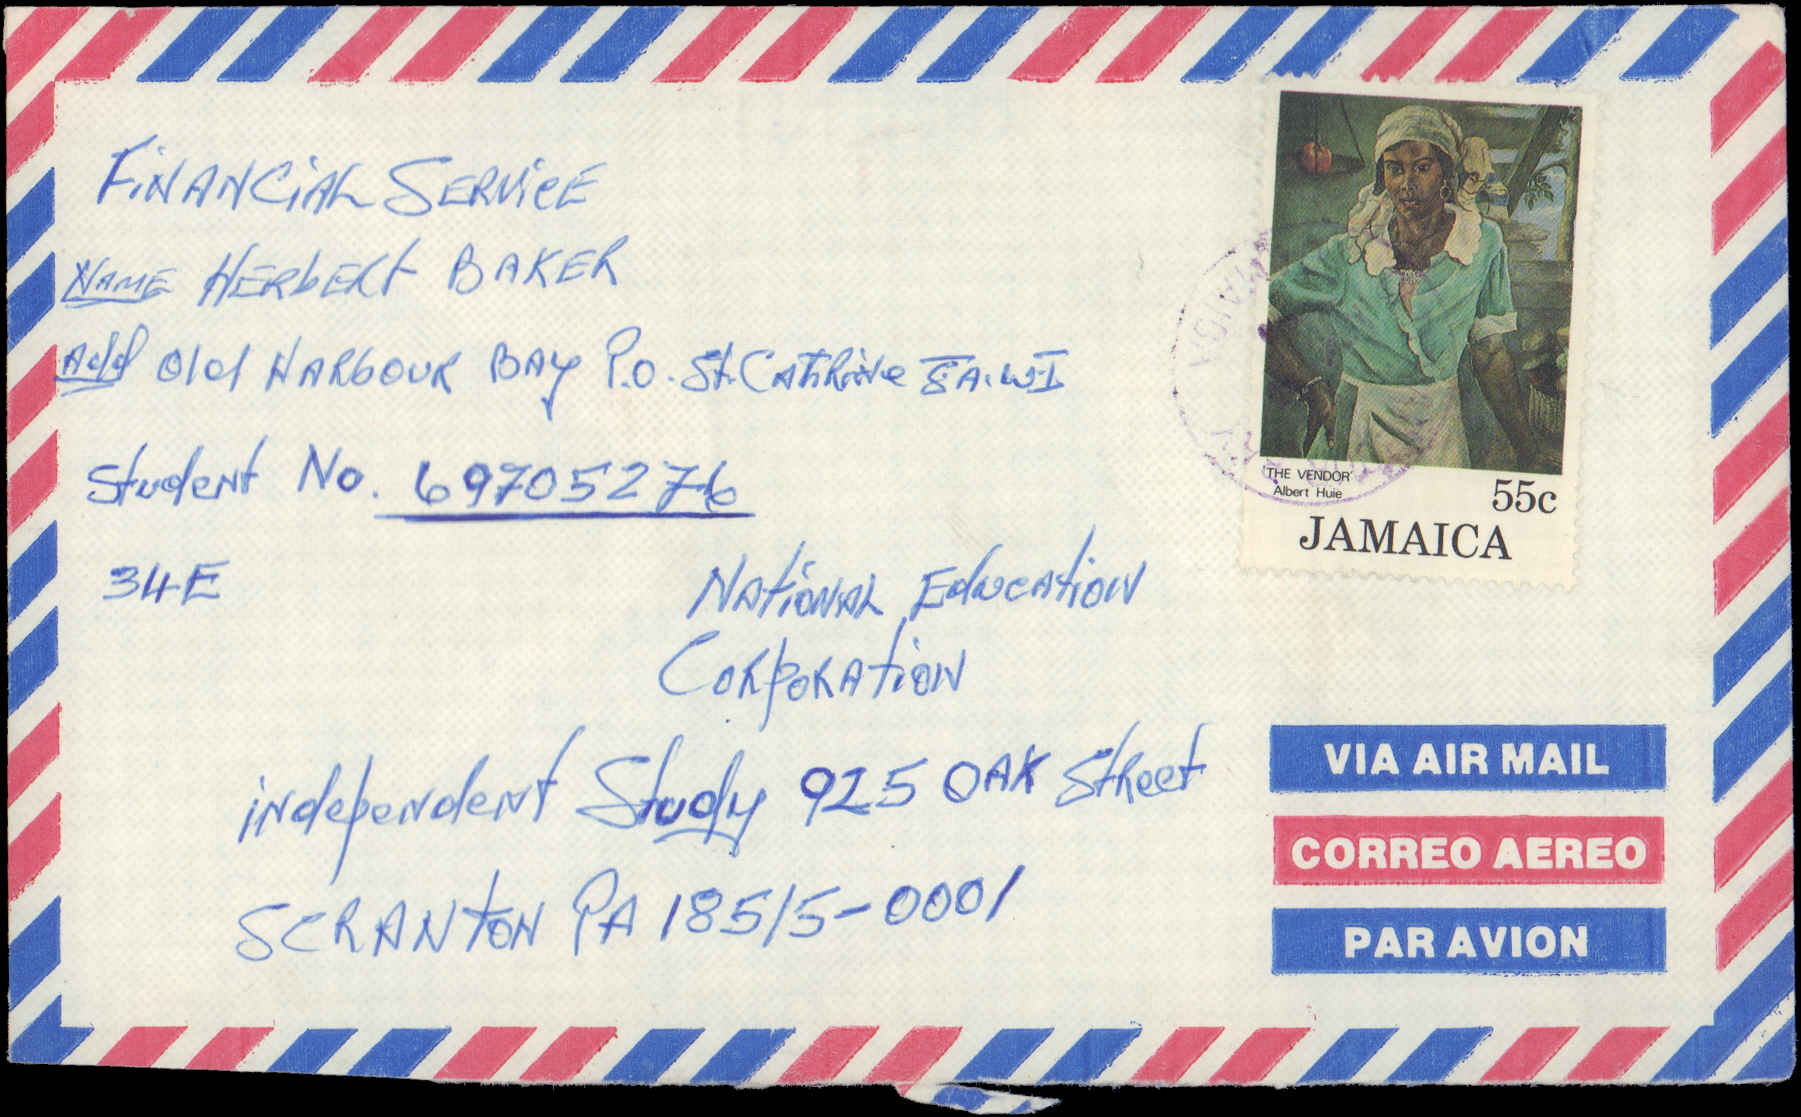 FiNANCiAL SERViCE
NAME HERbERt BAKER
Add Old HARbOUR BAy P.O. St. CAthRine JA. W.I
Student No. 69705276
34E
NAtiONAL EducAtioN
CORpoRAtioN
independent Study 925 OAK StReet
SCRANtON PA 18515-0001
'THE VENDOR'
Albert Huie
55c
JAMAICA
VIA AIR MAIL
CORREO AEREO
PAR AVION